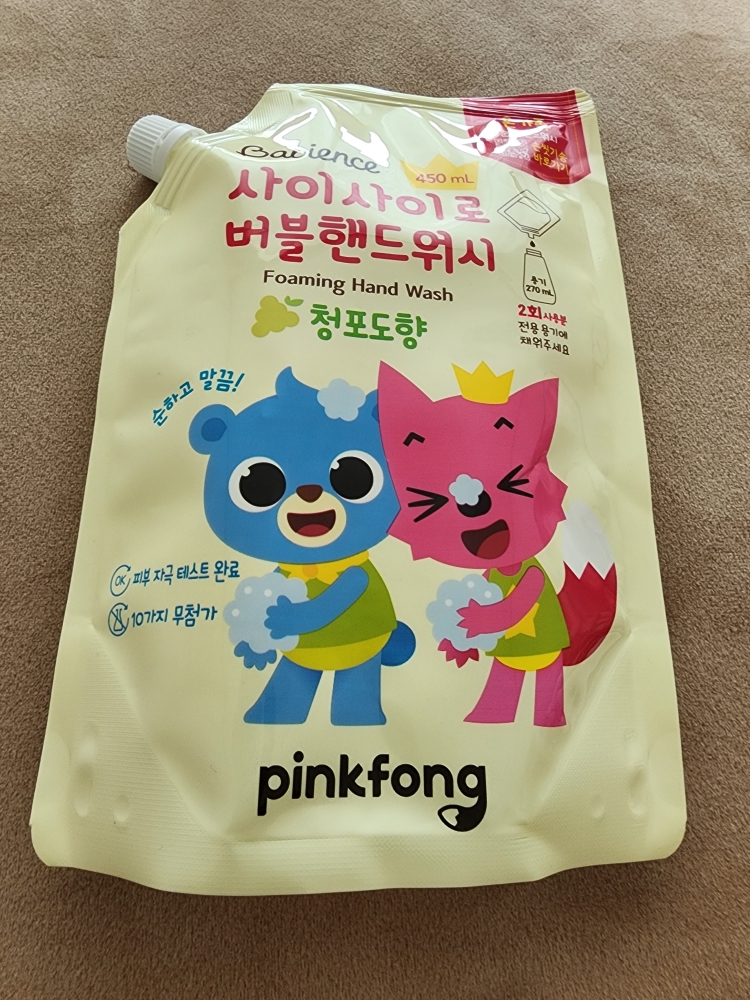 Babience
450 mL
사이사이로
버블핸드워시
Foaming Hand Wash
청포도향
용기
270 mL
2회 사용분
전용 용기에
채워주세요
순하고 말끔!
OK 피부 자극 테스트 완료
10가지 무첨가
pinkfong